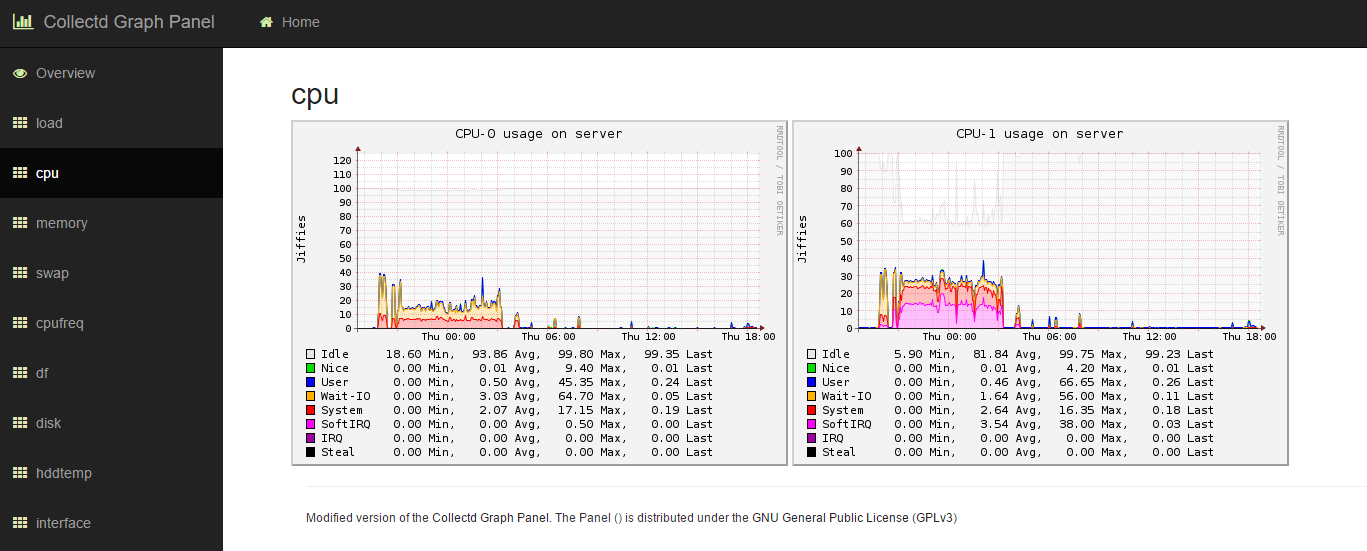 Collectd Graph Panel Home
Overview
load
cpu
memory
swap
cpufreq
df
disk
hddtemp
interface
cpu
CPU-0 usage on server
RRDTOOL / TOBI OETIKER
Jiffies
120
110
100
90
80
70
60
50
40
30
20
10
0
Thu 00:00 Thu 06:00 Thu 12:00 Thu 18:00
Idle 18.60 Min, 93.86 Avg, 99.80 Max, 99.35 Last
Nice 0.00 Min, 0.01 Avg, 9.40 Max, 0.01 Last
User 0.00 Min, 0.50 Avg, 45.35 Max, 0.24 Last
Wait-IO 0.00 Min, 3.03 Avg, 64.70 Max, 0.05 Last
System 0.00 Min, 2.07 Avg, 17.15 Max, 0.19 Last
SoftIRQ 0.00 Min, 0.00 Avg, 0.50 Max, 0.00 Last
IRQ 0.00 Min, 0.00 Avg, 0.00 Max, 0.00 Last
Steal 0.00 Min, 0.00 Avg, 0.00 Max, 0.00 Last
CPU-1 usage on server
RRDTOOL / TOBI OETIKER
Jiffies
100
90
80
70
60
50
40
30
20
10
0
Thu 00:00 Thu 06:00 Thu 12:00 Thu 18:00
Idle 5.90 Min, 81.84 Avg, 99.75 Max, 99.23 Last
Nice 0.00 Min, 0.01 Avg, 4.20 Max, 0.01 Last
User 0.00 Min, 0.46 Avg, 66.65 Max, 0.26 Last
Wait-IO 0.00 Min, 1.64 Avg, 56.00 Max, 0.11 Last
System 0.00 Min, 2.64 Avg, 16.35 Max, 0.18 Last
SoftIRQ 0.00 Min, 3.54 Avg, 38.00 Max, 0.03 Last
IRQ 0.00 Min, 0.00 Avg, 0.00 Max, 0.00 Last
Steal 0.00 Min, 0.00 Avg, 0.00 Max, 0.00 Last
Modified version of the Collectd Graph Panel. The Panel () is distributed under the GNU General Public License (GPLv3)